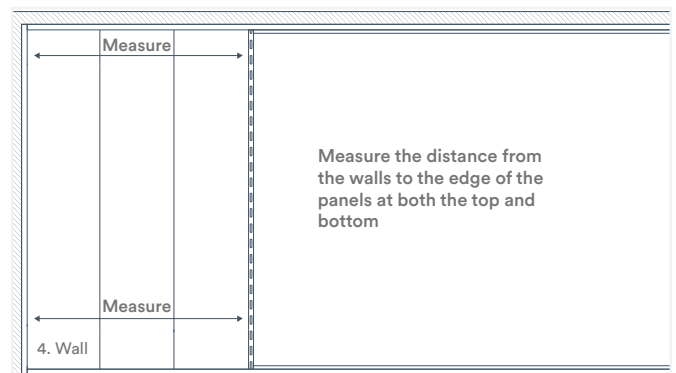 Measure
Measure the distance from
the walls to the edge of the
panels at both the top and
bottom
Measure
4. Wall